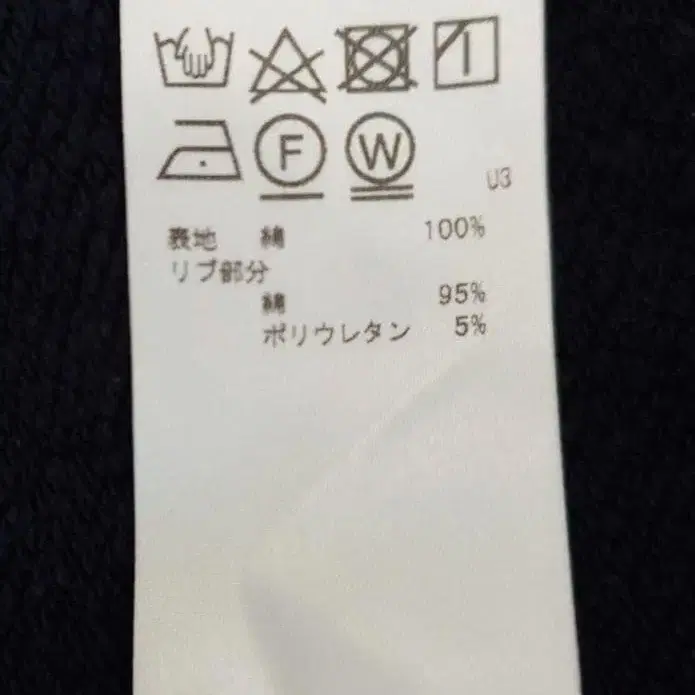 F W
U3
表地 綿 100%
リブ部分
綿 95%
ポリウレタン 5%